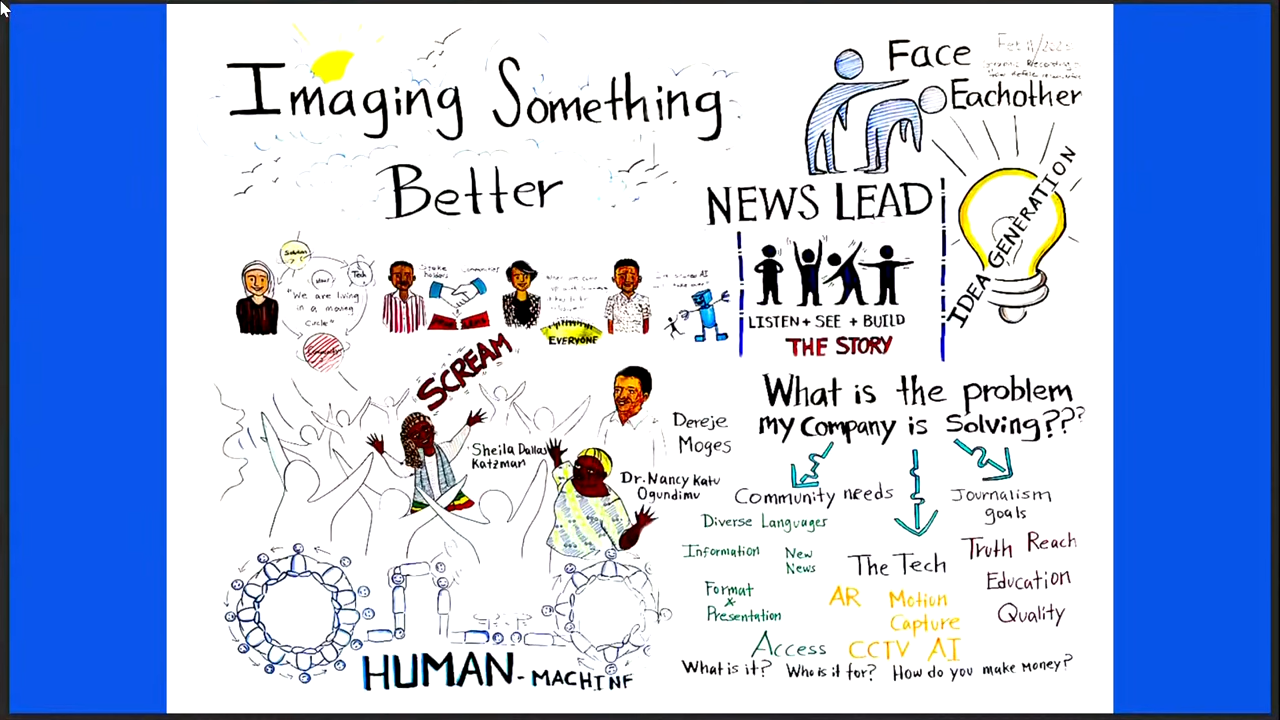 Imaging Something
Better
Face
Eachother
NEWS LEAD
IDEA GENERATION
Solution
Tech
"We are living
in a moving
circle"
Stake
holders
EVERYONE
LISTEN + SEE + BUILD
THE STORY
SCREAM
Sheila Dallas
Katzman
Dereje
Moges
Dr. Nancy Katu
Ogundimu
HUMAN - MACHINE
What is the problem
my Company is Solving???
Community needs
Diverse Languages
Information
New
News
Format
x
Presentation
Access
The Tech
AR
Motion
Capture
CCTV AI
Journalism
goals
Truth Reach
Education
Quality
What is it? Who is it for? How do you make money?